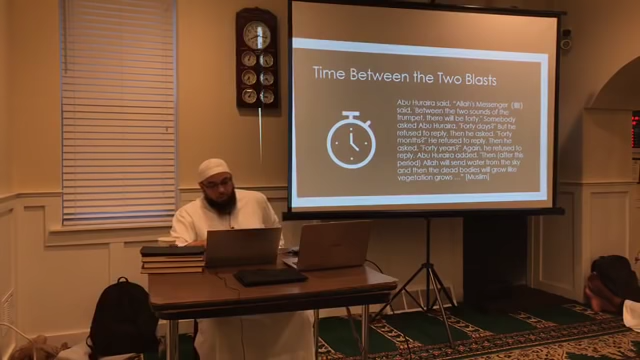 Time Between the Two Blasts
Abu Huraira said, "Allah's Messenger (ﷺ)
said, 'Between the two sounds of the
trumpet, there will be forty." Somebody
asked Abu Huraira, "Forty days?" But he
refused to reply. Then he asked, "Forty
months?" He refused to reply. Then he
asked, "Forty years?" Again, he refused to
reply. Abu Huraira added, "Then (after this
period) Allah will send water from the sky
and then the dead bodies will grow like
vegetation grows ..." [Muslim]